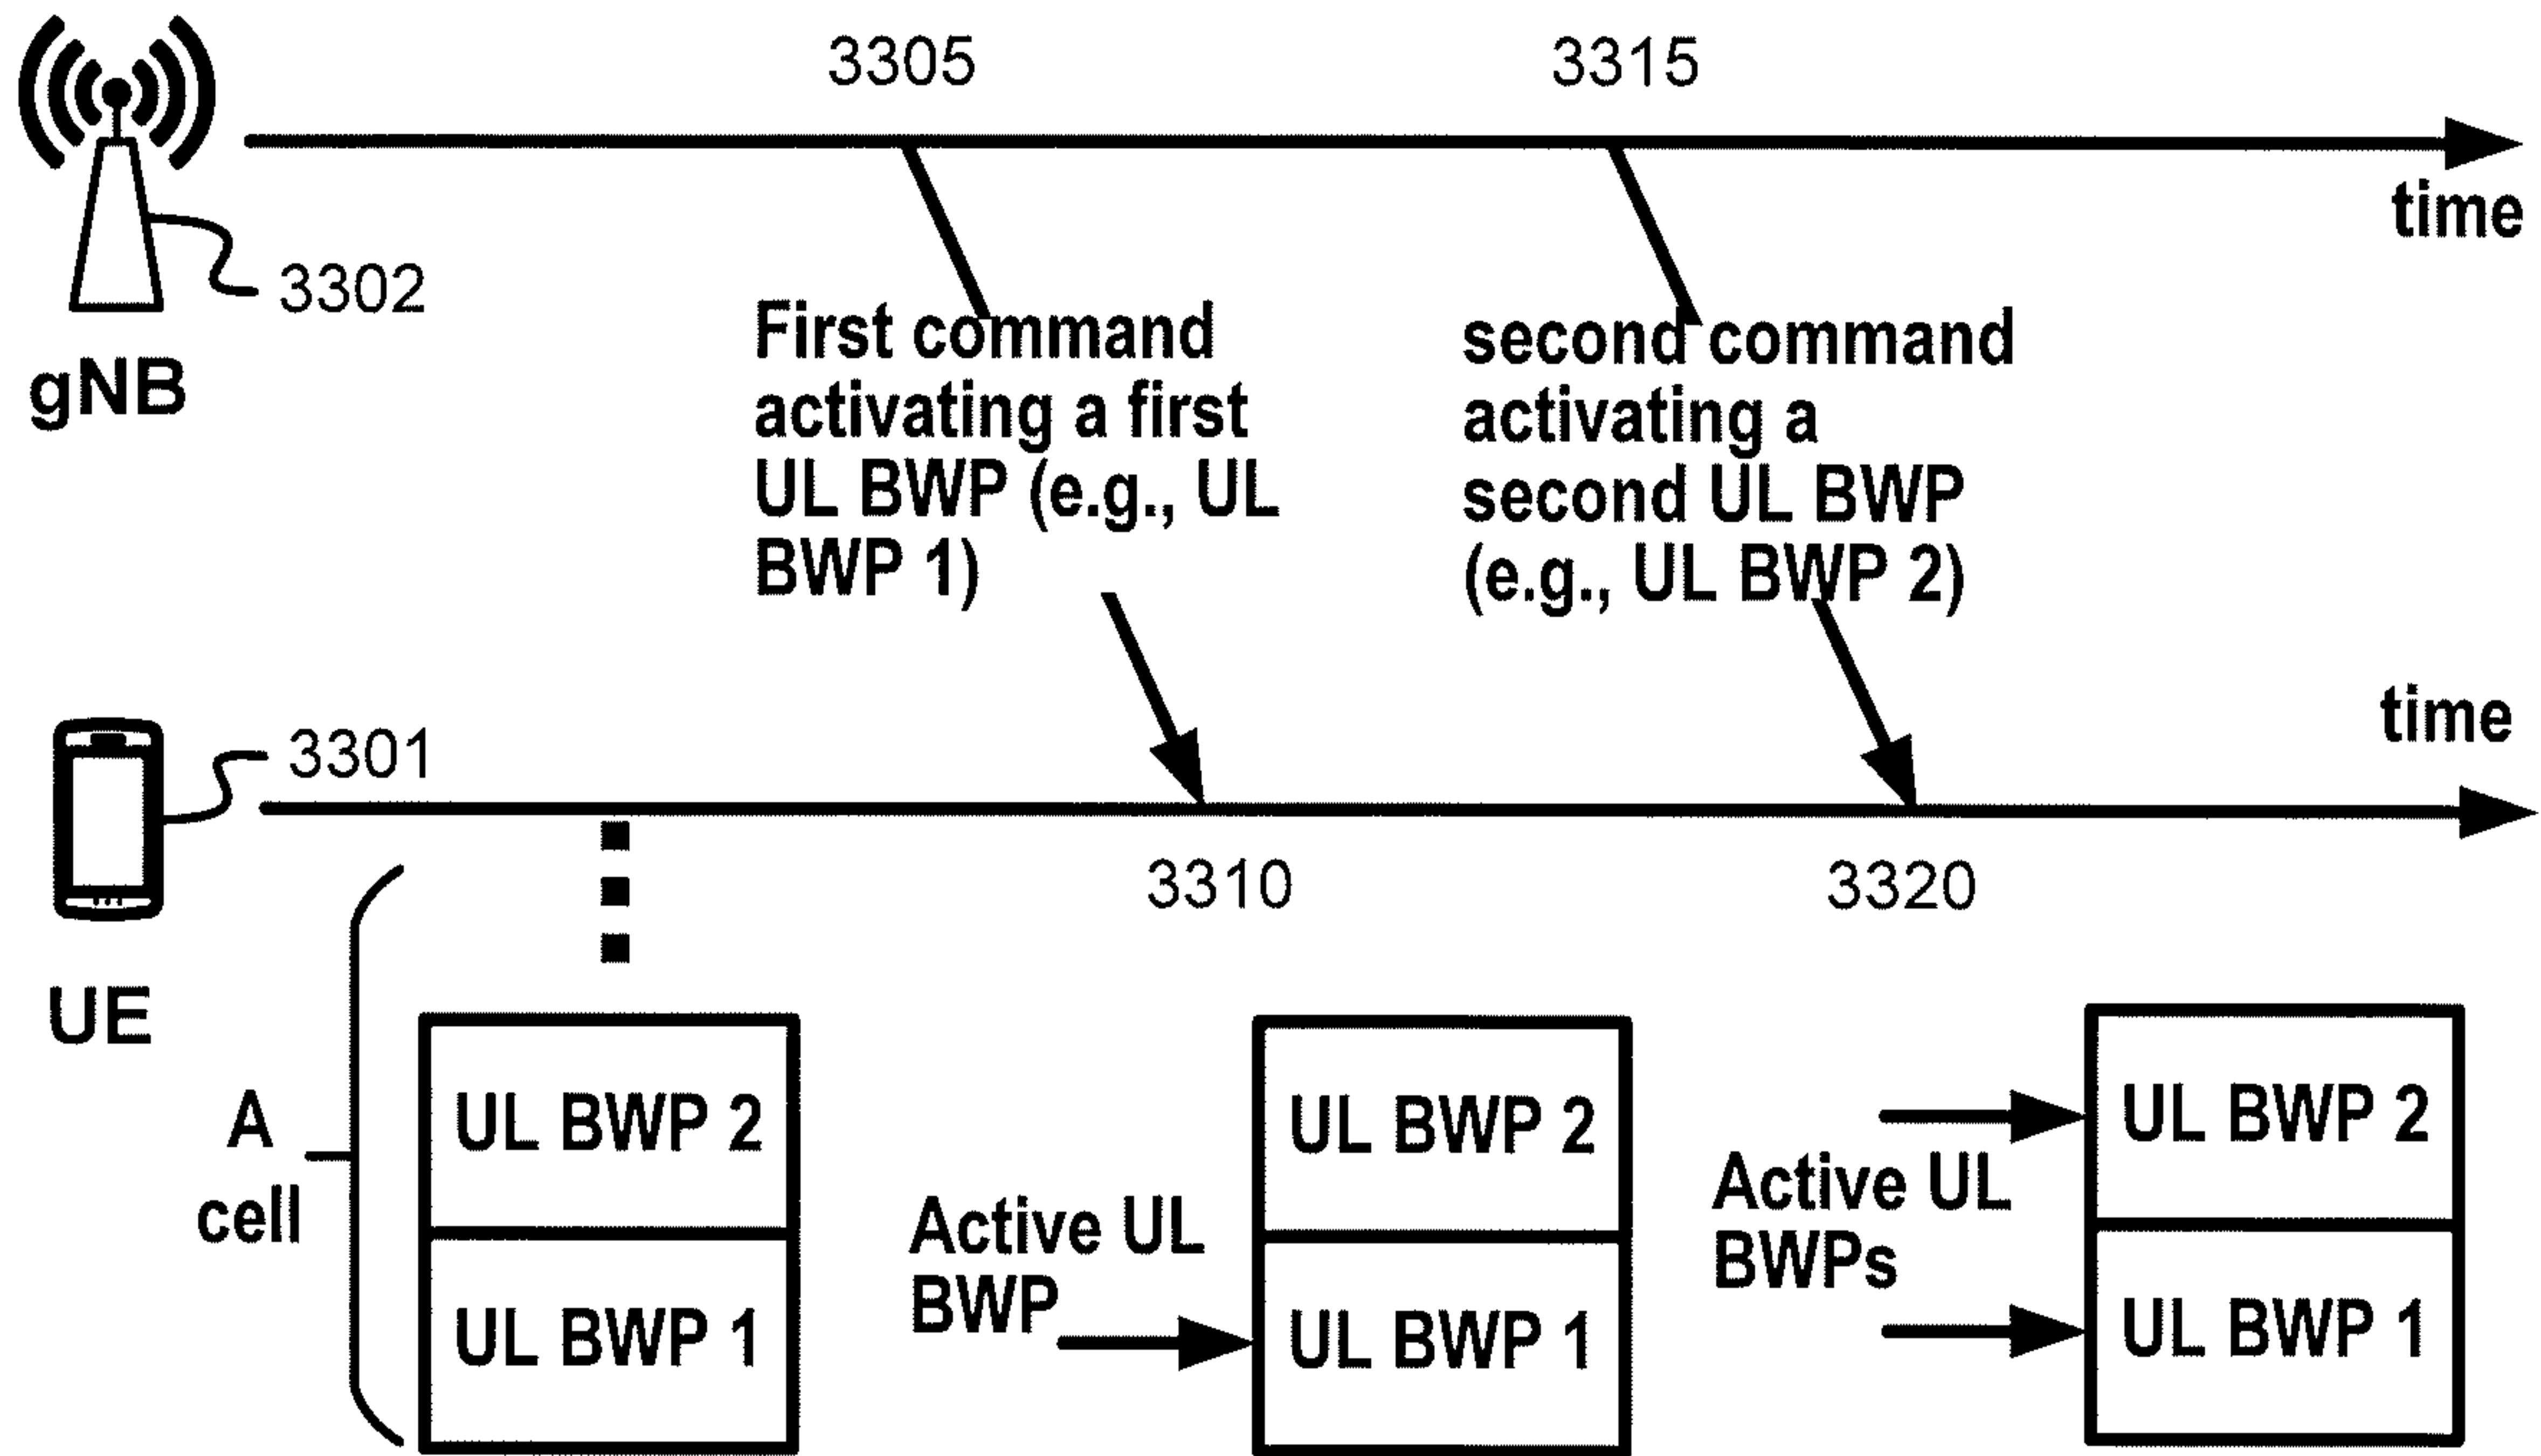 3305
3315
time
3302
gNB
First command
activating a first
UL BWP (e.g., UL
BWP 1)
second command
activating a
second UL BWP
(e.g., UL BWP 2)
time
3301
3310
3320
UE
A
cell
UL BWP 2
UL BWP 1
Active UL
BWP
UL BWP 2
UL BWP 1
Active UL
BWPs
UL BWP 2
UL BWP 1